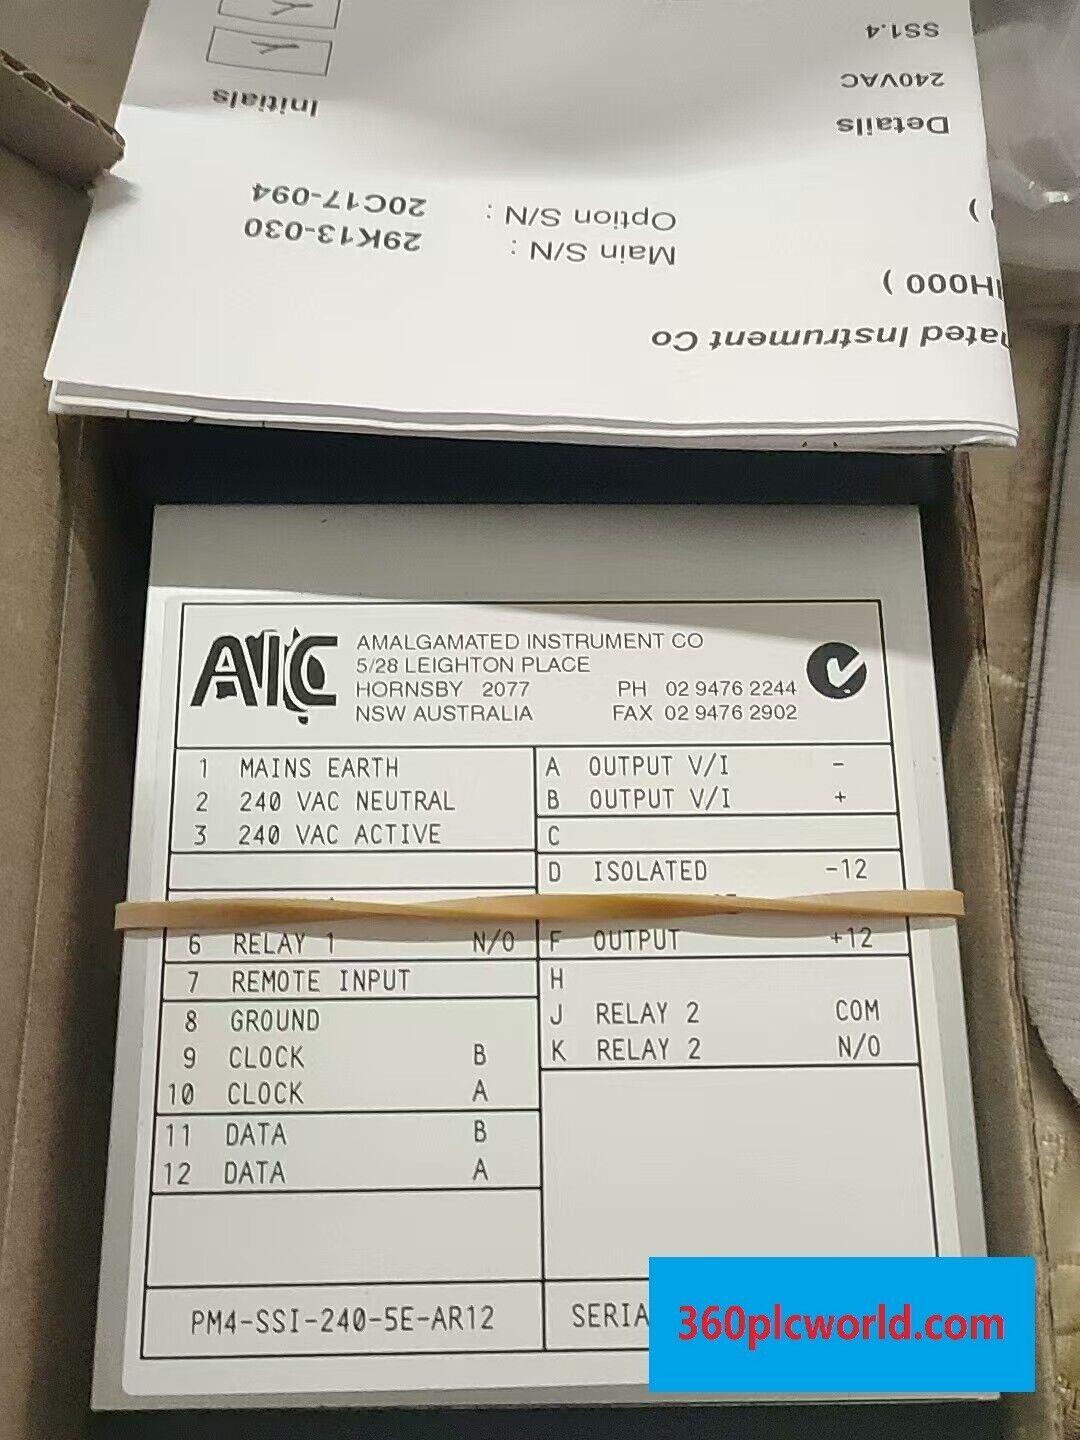 SS1.4
240VAC
Details
Initials
Option S/N :
20C17-094
Main S/N :
29K13-030
H000 )
Instrument Co
AIC
AMALGAMATED INSTRUMENT CO
5/28 LEIGHTON PLACE
HORNSBY 2077 PH 02 9476 2244
NSW AUSTRALIA FAX 02 9476 2902
1 MAINS EARTH
2 240 VAC NEUTRAL
3 240 VAC ACTIVE
6 RELAY 1 N/O
7 REMOTE INPUT
8 GROUND
9 CLOCK B
10 CLOCK A
11 DATA B
12 DATA A
A OUTPUT V/I -
B OUTPUT V/I +
C
D ISOLATED -12
F OUTPUT +12
H
J RELAY 2 COM
K RELAY 2 N/O
PM4-SSI-240-5E-AR12
SERIA
360plcworld.com